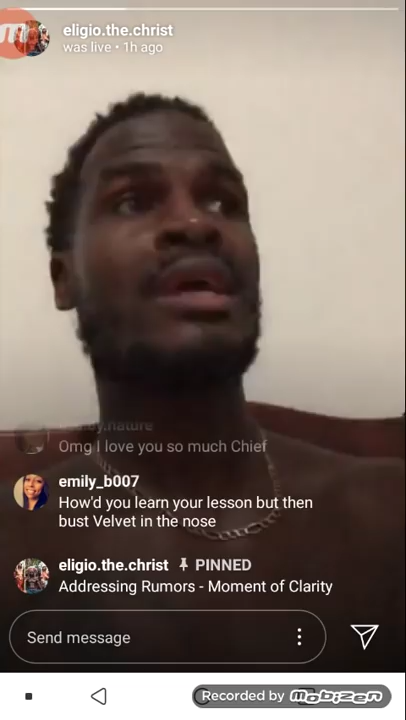 eligio.the.christ
was live • 1h ago
Omg I love you so much Chief
emily_b007
How'd you learn your lesson but then
bust Velvet in the nose
eligio.the.christ PINNED
Addressing Rumors - Moment of Clarity
Send message
Recorded by mobizen